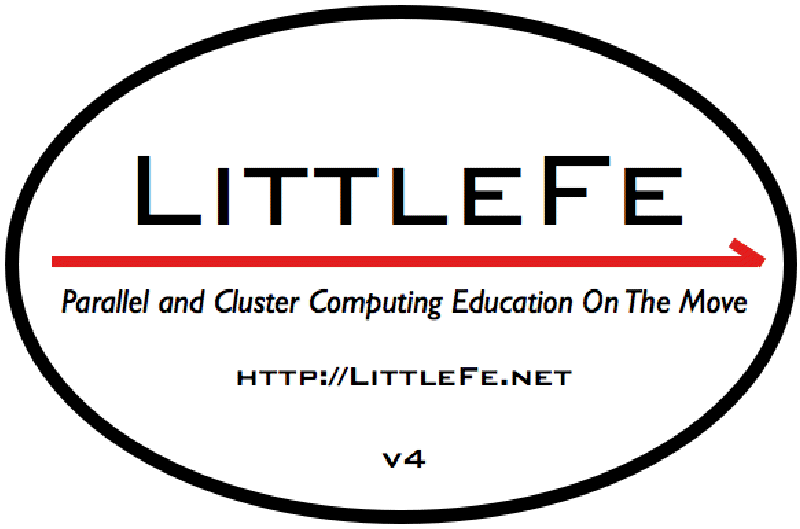 LittleFe
Parallel and Cluster Computing Education On The Move
http://LittleFe.net
v4